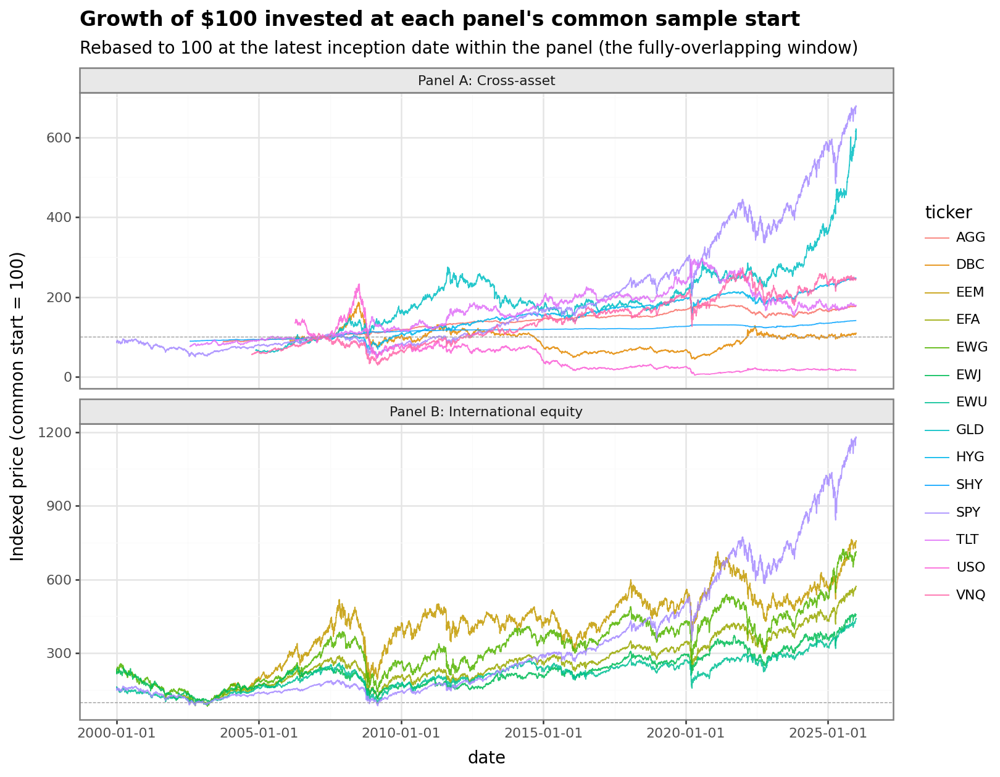 Growth of $100 invested at each panel's common sample start
Rebased to 100 at the latest inception date within the panel (the fully-overlapping window)
Panel A: Cross-asset
600
400
200
0
Panel B: International equity
1200
900
600
300
2000-01-01
2005-01-01
2010-01-01
2015-01-01
2020-01-01
2025-01-01
date
Indexed price (common start = 100)
ticker
AGG
DBC
EEM
EFA
EWG
EWJ
EWU
GLD
HYG
SHY
SPY
TLT
USO
VNQ